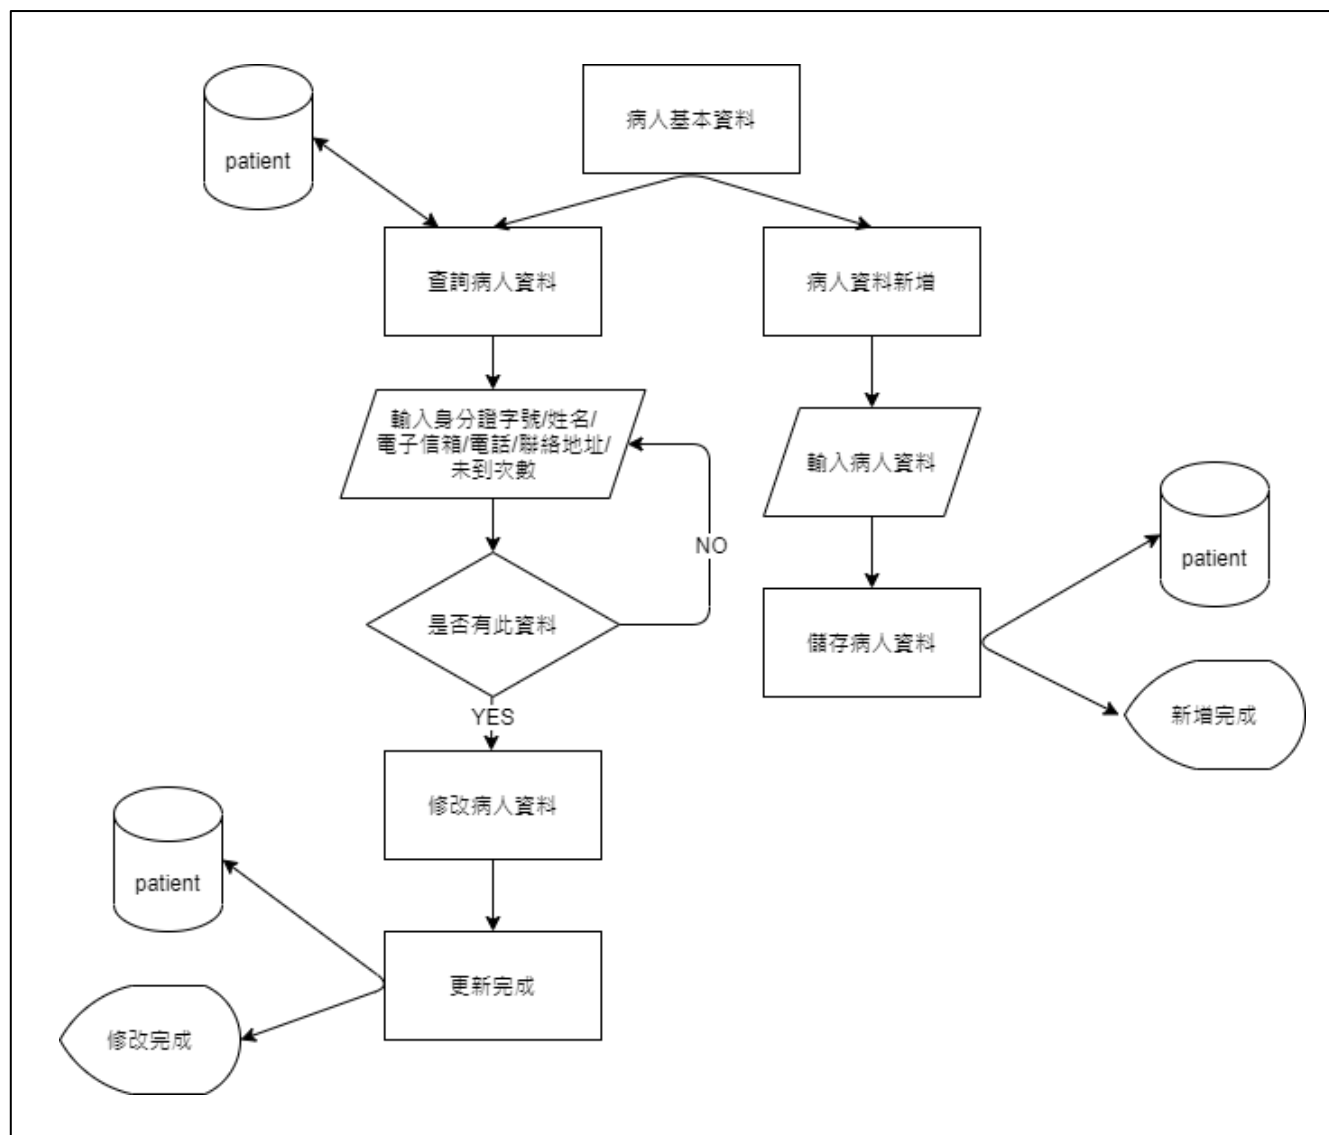 病人基本資料
patient
查詢病人資料
病人資料新增
輸入身分證字號/姓名/
電子信箱/電話/聯絡地址/
未到次數
輸入病人資料
NO
patient
是否有此資料
儲存病人資料
YES
新增完成
修改病人資料
patient
更新完成
修改完成